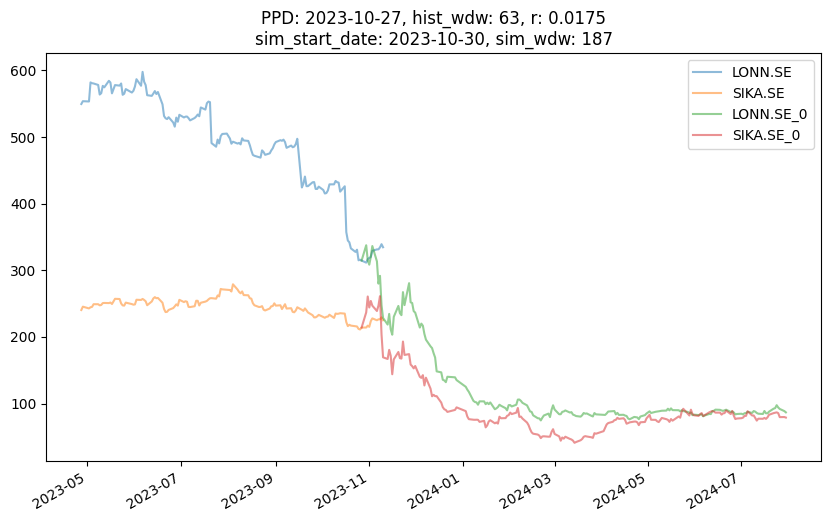 PPD: 2023-10-27, hist_wdw: 63, r: 0.0175
sim_start_date: 2023-10-30, sim_wdw: 187
LONN.SE
SIKA.SE
LONN.SE_0
SIKA.SE_0
600
500
400
300
200
100
2023-05
2023-07
2023-09
2023-11
2024-01
2024-03
2024-05
2024-07